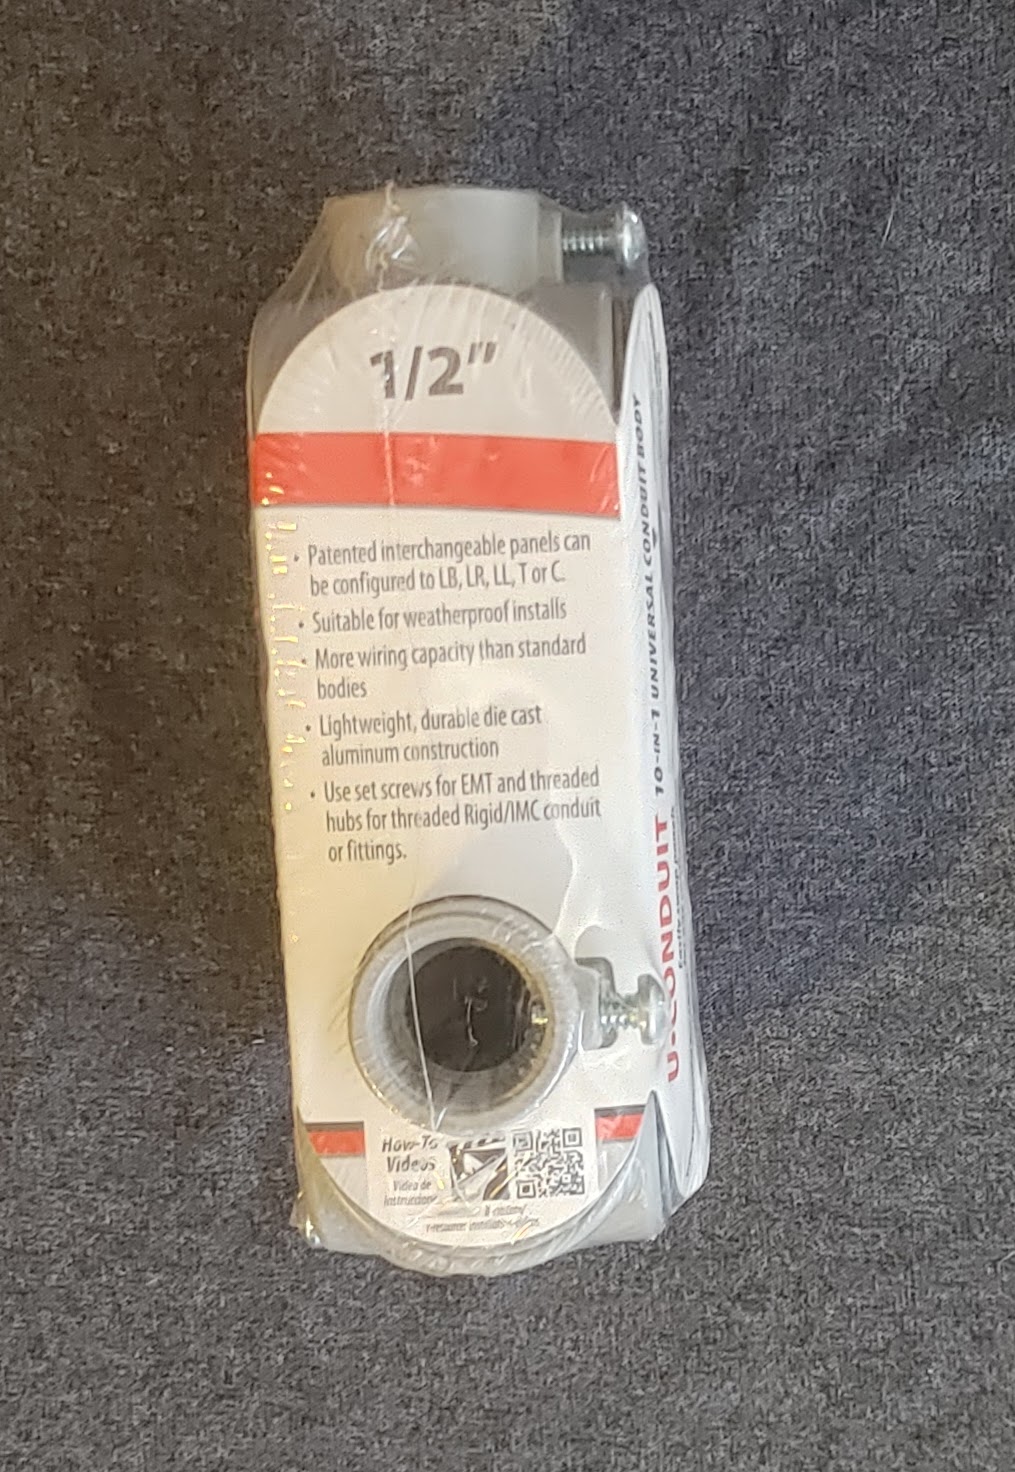 1/2"
• Patented interchangeable panels can
be configured to LB, LR, LL, T or C.
• Suitable for weatherproof installs
• More wiring capacity than standard
bodies
• Lightweight, durable die cast
aluminum construction
• Use set screws for EMT and threaded
hubs for threaded Rigid/IMC conduit
or fittings.
How-To
Videos
Video de
U-CONDUIT 10-IN-1 UNIVERSAL CONDUIT BODY